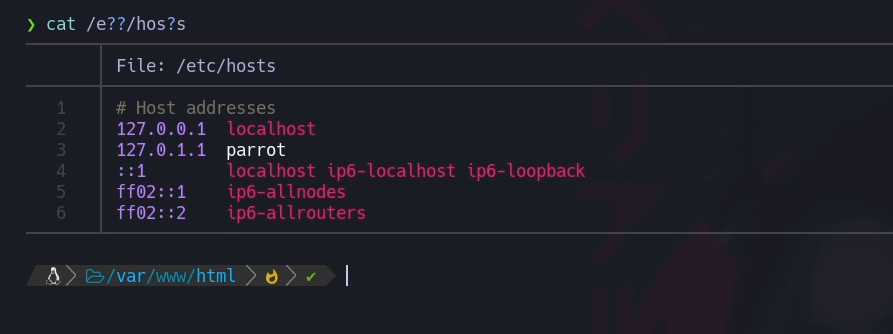 ❯ cat /e??/hos?s
File: /etc/hosts
1 # Host addresses
2 127.0.0.1  localhost
3 127.0.1.1  parrot
4 ::1        localhost ip6-localhost ip6-loopback
5 ff02::1    ip6-allnodes
6 ff02::2    ip6-allrouters
/var/www/html ✔